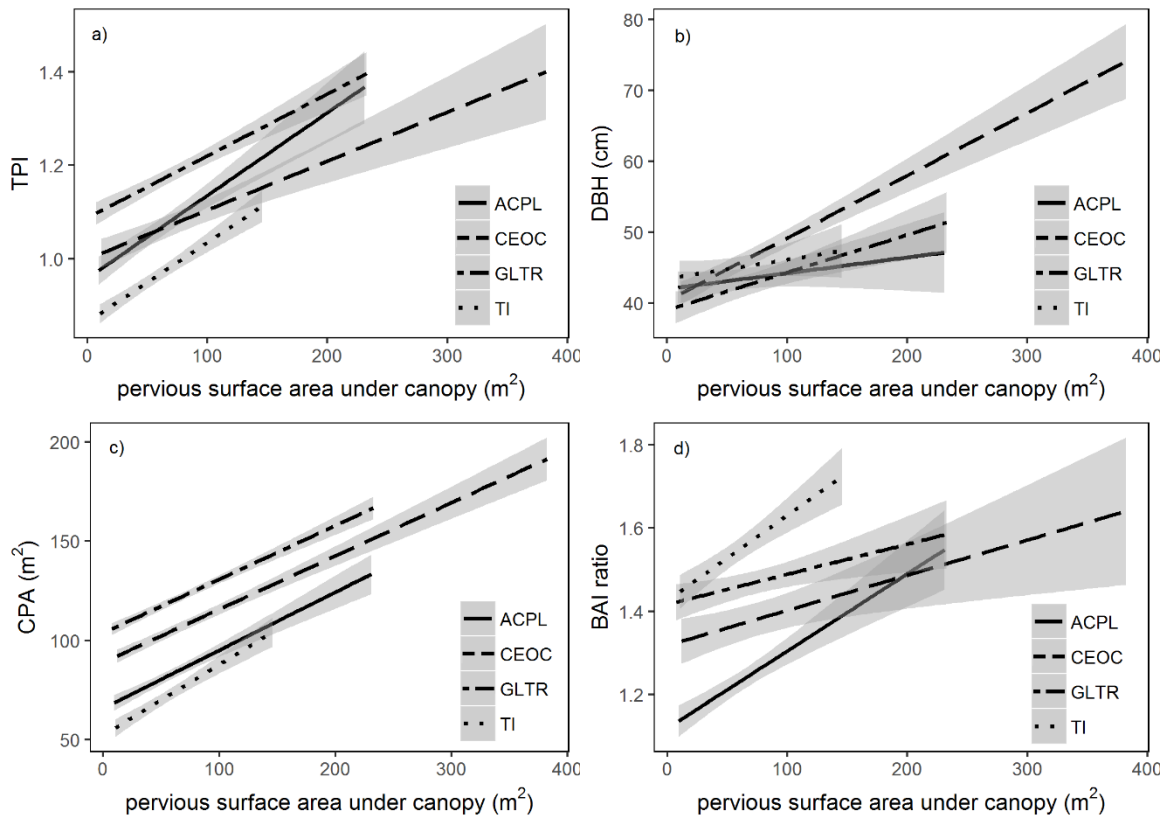 a)
TPI
1.4
1.2
1.0
ACPL
CEOC
GLTR
TI
0 100 200 300 400
pervious surface area under canopy (m²)
b)
DBH (cm)
80
70
60
50
40
ACPL
CEOC
GLTR
TI
0 100 200 300 400
pervious surface area under canopy (m²)
c)
CPA (m²)
200
150
100
50
ACPL
CEOC
GLTR
TI
0 100 200 300 400
pervious surface area under canopy (m²)
d)
BAI ratio
1.8
1.6
1.4
1.2
ACPL
CEOC
GLTR
TI
0 100 200 300 400
pervious surface area under canopy (m²)